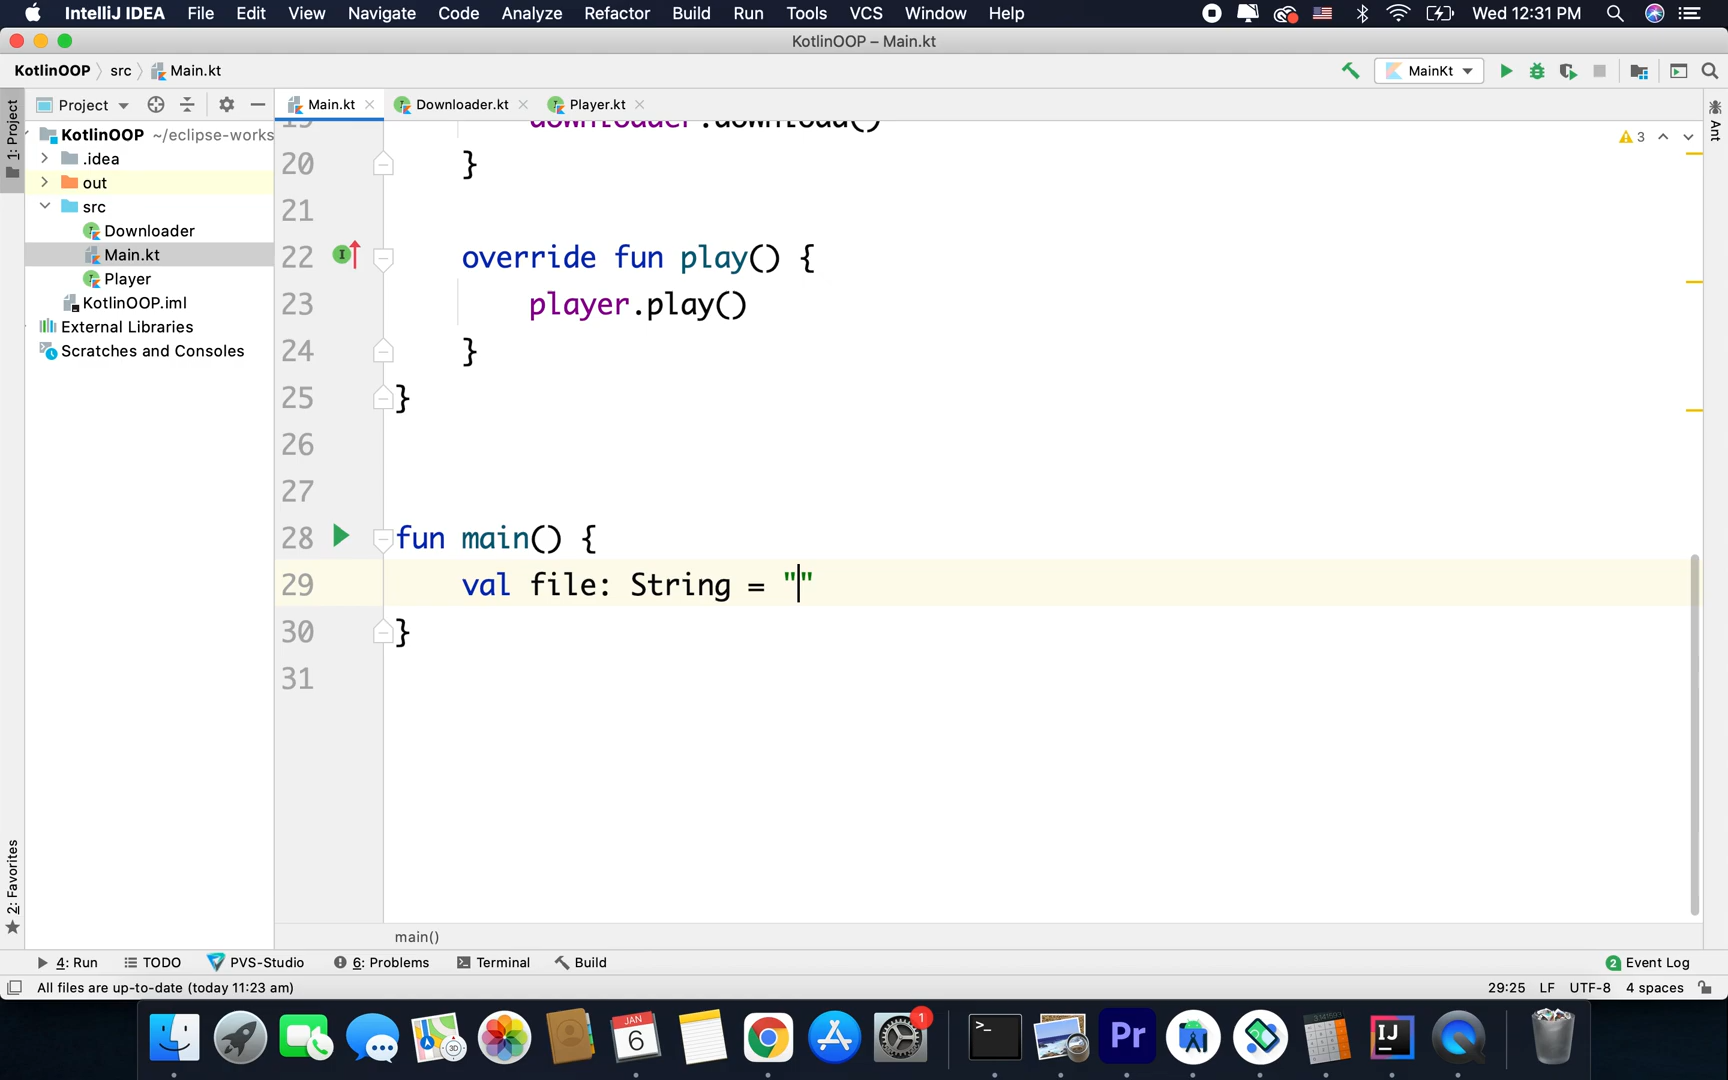 IntelliJ IDEA File Edit View Navigate Code Analyze Refactor Build Run Tools VCS Window Help Wed 12:31 PM
KotlinOOP – Main.kt
KotlinOOP src Main.kt MainKt
1: Project
Project
Main.kt Downloader.kt Player.kt
Ant
KotlinOOP ~/eclipse-works
.idea
out
src
Downloader
Main.kt
Player
KotlinOOP.iml
External Libraries
Scratches and Consoles
3
19 downloader.download()
20 }
21
22 override fun play() {
23 player.play()
24 }
25 }
26
27
28 fun main() {
29 val file: String = ""
30 }
31
2: Favorites
main()
4: Run TODO PVS-Studio 6: Problems Terminal Build 2 Event Log
All files are up-to-date (today 11:23 am) 29:25 LF UTF-8 4 spaces
JAN
6
3D
1
>_
Pr
IJ